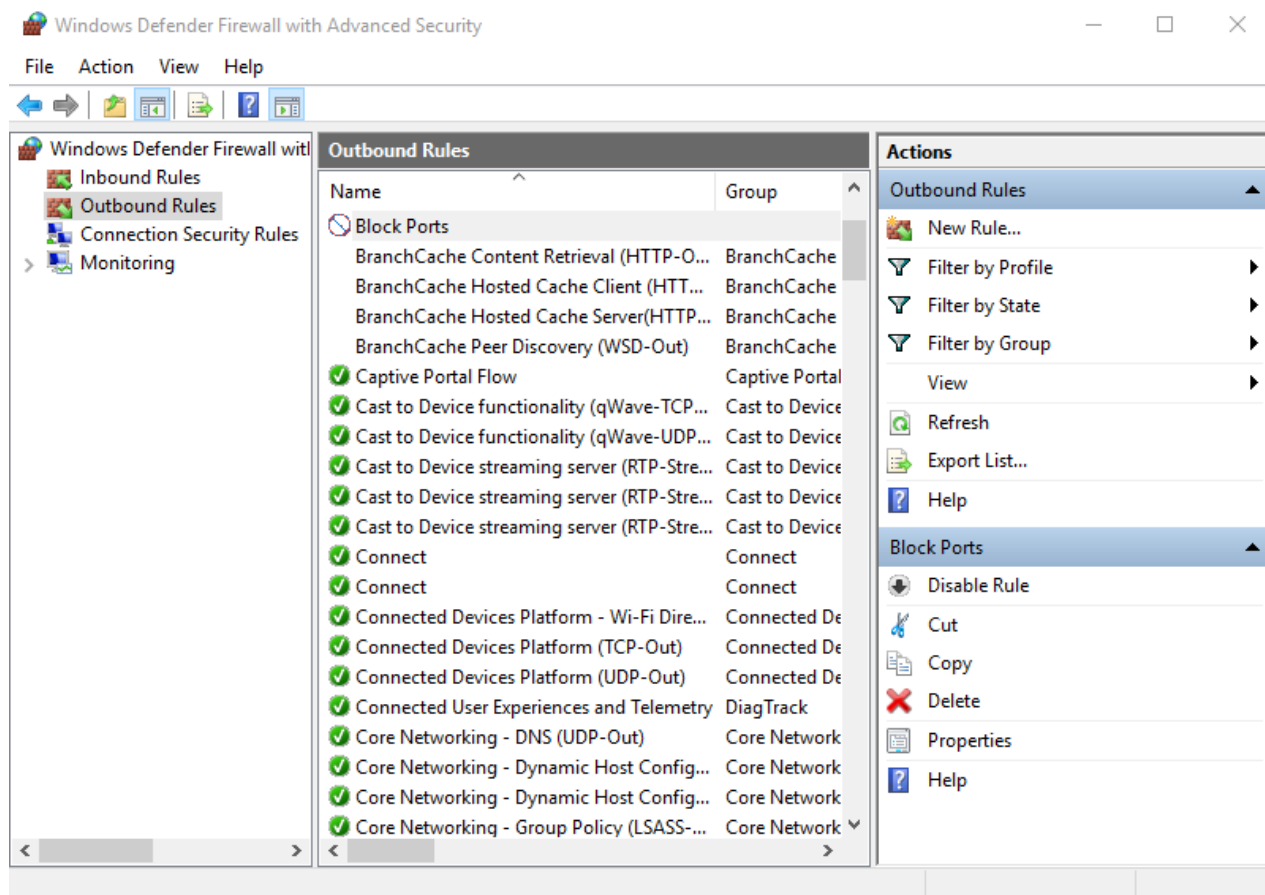 Windows Defender Firewall with Advanced Security
File Action View Help
Windows Defender Firewall witl
Inbound Rules
Outbound Rules
Connection Security Rules
Monitoring
Outbound Rules
Name Group
Block Ports
BranchCache Content Retrieval (HTTP-O... BranchCache
BranchCache Hosted Cache Client (HTT... BranchCache
BranchCache Hosted Cache Server(HTTP... BranchCache
BranchCache Peer Discovery (WSD-Out) BranchCache
Captive Portal Flow Captive Portal
Cast to Device functionality (qWave-TCP... Cast to Device
Cast to Device functionality (qWave-UDP... Cast to Device
Cast to Device streaming server (RTP-Stre... Cast to Device
Cast to Device streaming server (RTP-Stre... Cast to Device
Cast to Device streaming server (RTP-Stre... Cast to Device
Connect Connect
Connect Connect
Connected Devices Platform - Wi-Fi Dire... Connected De
Connected Devices Platform (TCP-Out) Connected De
Connected Devices Platform (UDP-Out) Connected De
Connected User Experiences and Telemetry DiagTrack
Core Networking - DNS (UDP-Out) Core Network
Core Networking - Dynamic Host Config... Core Network
Core Networking - Dynamic Host Config... Core Network
Core Networking - Group Policy (LSASS-... Core Network
Actions
Outbound Rules
New Rule...
Filter by Profile
Filter by State
Filter by Group
View
Refresh
Export List...
Help
Block Ports
Disable Rule
Cut
Copy
Delete
Properties
Help